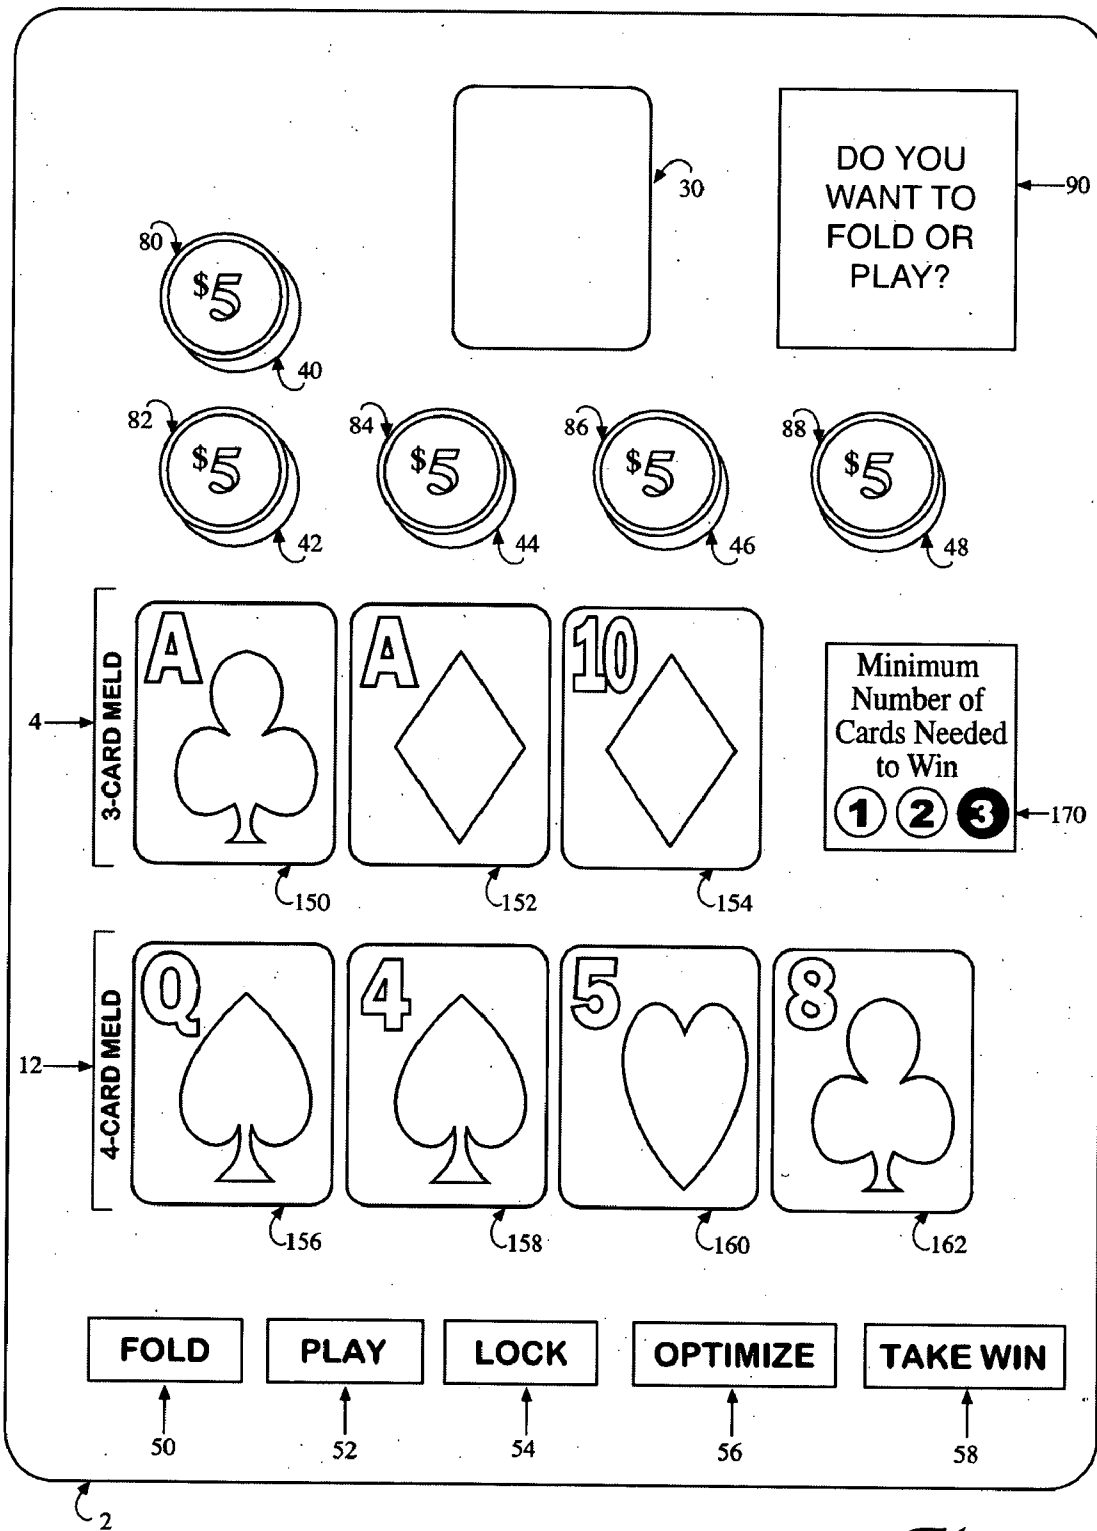 DO YOU
WANT TO
FOLD OR
PLAY?
90
30
80
$5
40
82
$5
42
84
$5
44
86
$5
46
88
$5
48
4
3-CARD MELD
A
A
10
150
152
154
Minimum
Number of
Cards Needed
to Win
1 2 3
170
12
4-CARD MELD
Q
4
5
8
156
158
160
162
FOLD
PLAY
LOCK
OPTIMIZE
TAKE WIN
50
52
54
56
58
2